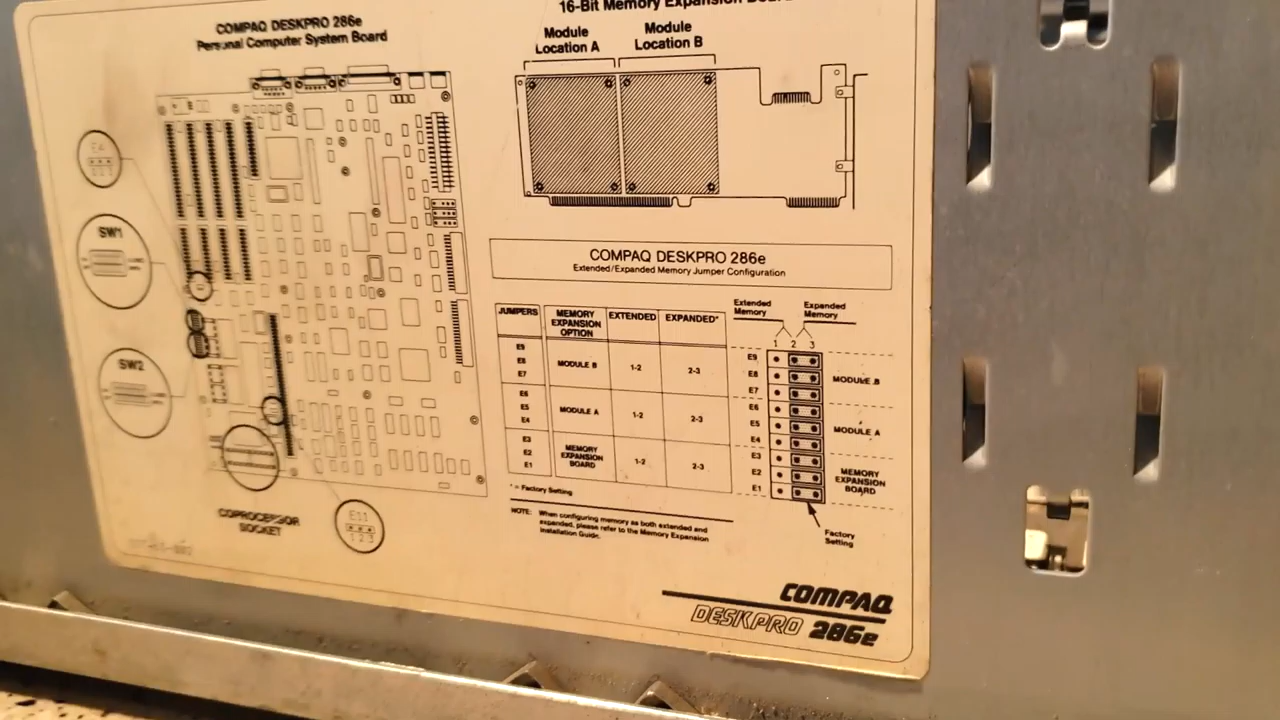 COMPAQ DESKPRO 286e
Personal Computer System Board
E4
SW1
SW2
COPROCESSOR
SOCKET
E11
1 2 3
16-Bit Memory Expansion
Module
Location A
Module
Location B
COMPAQ DESKPRO 286e
Extended/Expanded Memory Jumper Configuration
JUMPERS
MEMORY
EXPANSION
OPTION
EXTENDED
EXPANDED*
E9
E8
E7
MODULE B
1-2
2-3
E6
E5
E4
MODULE A
1-2
2-3
E3
E2
E1
MEMORY
EXPANSION
BOARD
1-2
2-3
* = Factory Setting
NOTE: When configuring memory as both extended and
expanded, please refer to the Memory Expansion
Installation Guide.
Extended
Memory
Expanded
Memory
1 2 3
E9
E8
E7
MODULE B
E6
E5
E4
MODULE A
E3
E2
E1
MEMORY
EXPANSION
BOARD
Factory
Setting
COMPAQ
DESKPRO 286e